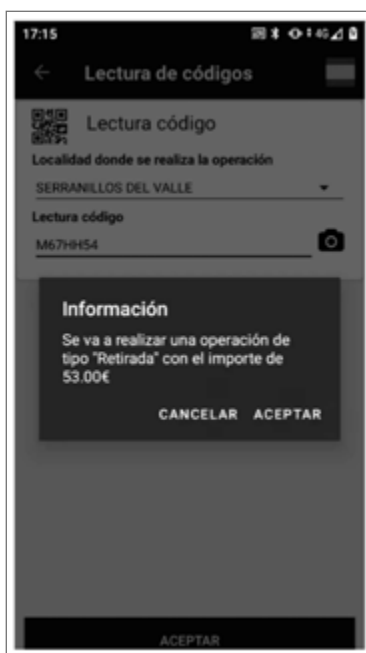 17:15
4G
Lectura de códigos
Lectura código
Localidad donde se realiza la operación
SERRANILLOS DEL VALLE
Lectura código
M67HH54
Información
Se va a realizar una operación de
tipo "Retirada" con el importe de
53.00€
CANCELAR ACEPTAR
ACEPTAR